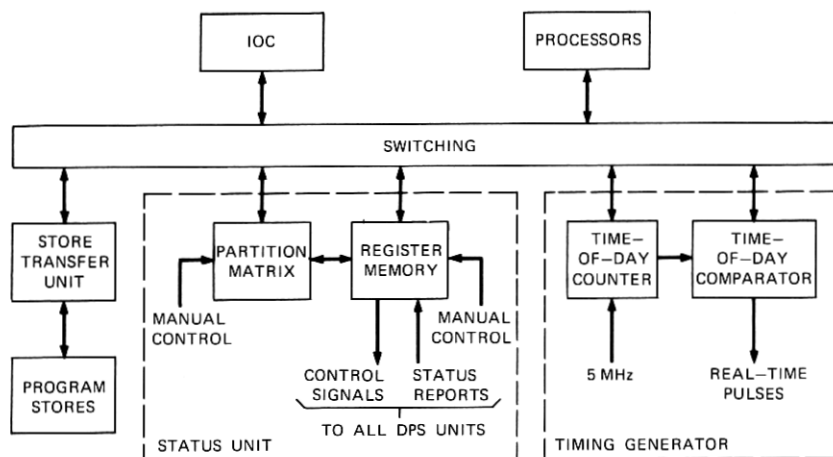 IOC
PROCESSORS
SWITCHING
STORE
TRANSFER
UNIT
PARTITION
MATRIX
REGISTER
MEMORY
TIME-
OF-DAY
COUNTER
TIME-
OF-DAY
COMPARATOR
MANUAL
CONTROL
MANUAL
CONTROL
PROGRAM
STORES
CONTROL
SIGNALS
STATUS
REPORTS
5 MHz
REAL-TIME
PULSES
TO ALL DPS UNITS
STATUS UNIT
TIMING GENERATOR